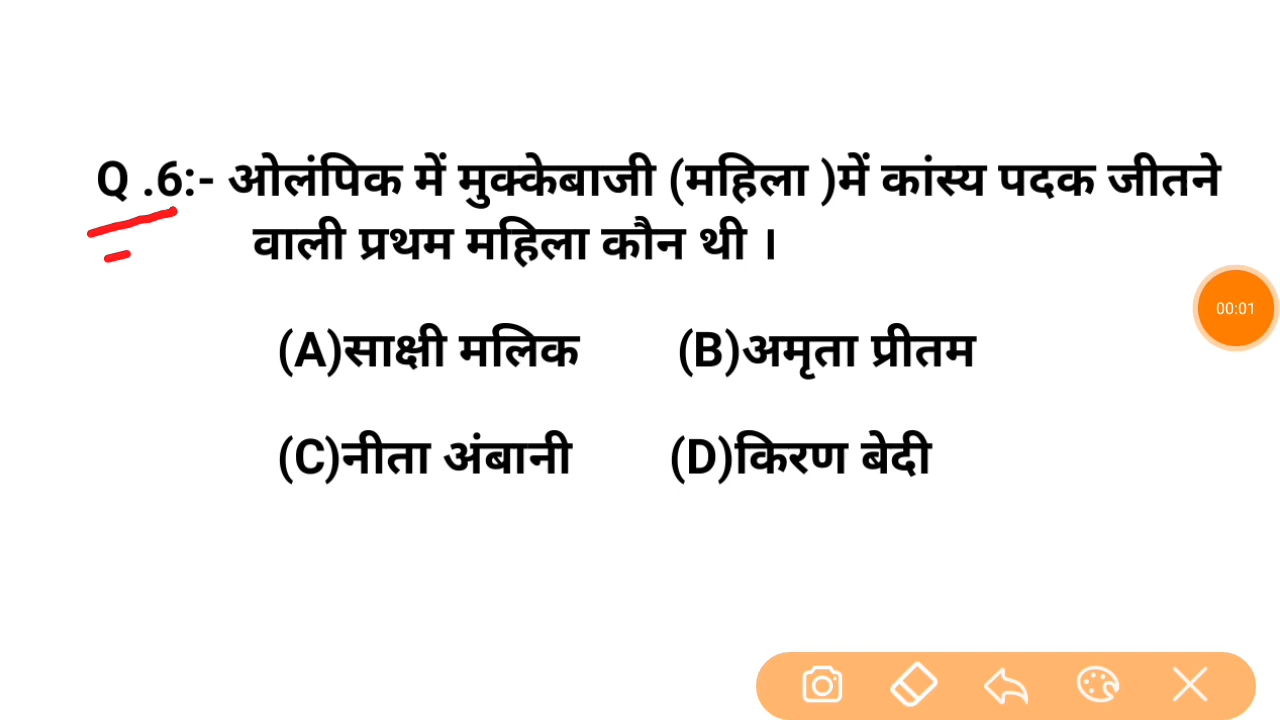 Q .6:- ओलंपिक में मुक्केबाजी (महिला )में कांस्य पदक जीतने
वाली प्रथम महिला कौन थी ।
(A)साक्षी मलिक (B)अमृता प्रीतम
(C)नीता अंबानी (D)किरण बेदी
00:01